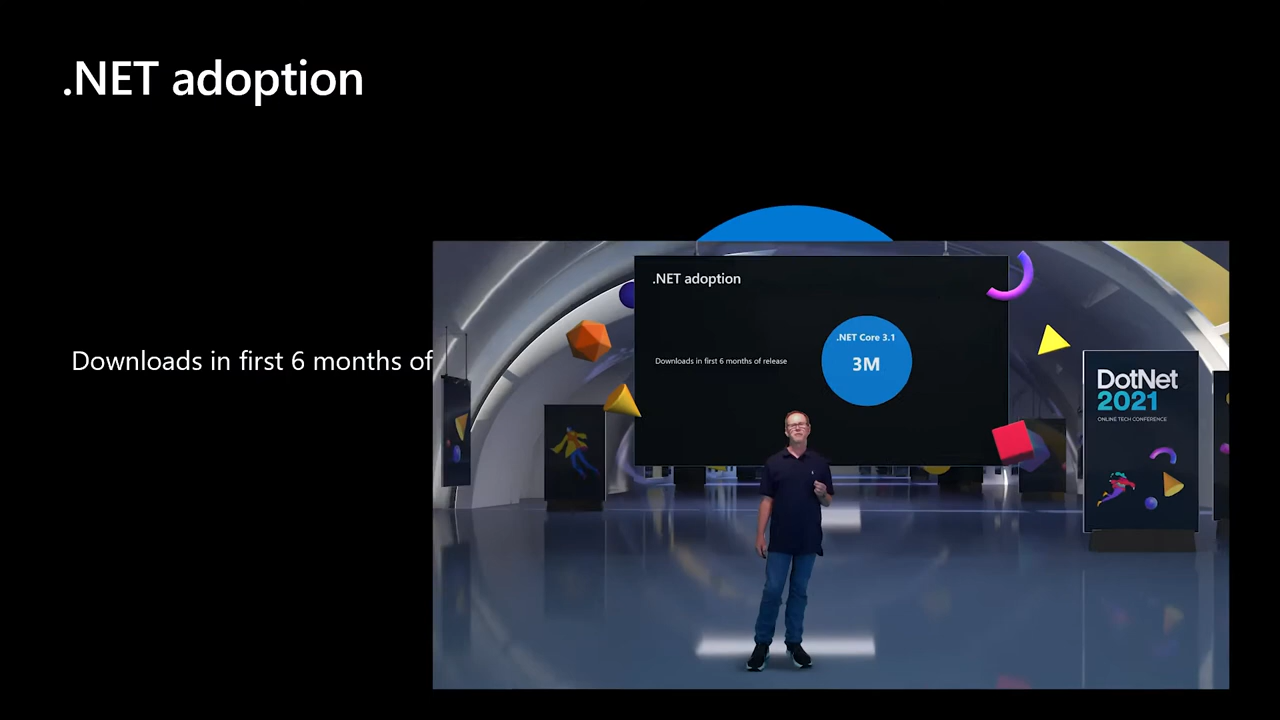 .NET adoption
Downloads in first 6 months of
.NET adoption
.NET Core 3.1
Downloads in first 6 months of release
3M
DotNet
2021
ONLINE TECH CONFERENCE